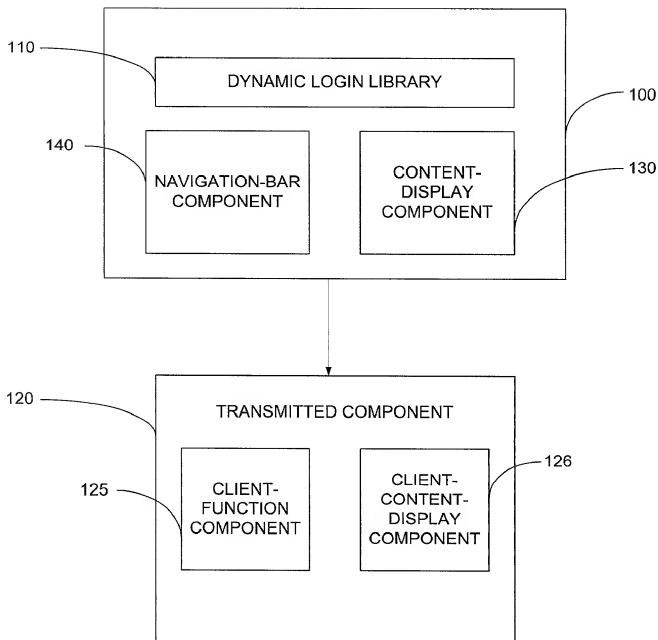 110
DYNAMIC LOGIN LIBRARY
100
140
NAVIGATION-BAR
COMPONENT
CONTENT-
DISPLAY
COMPONENT
130
120
TRANSMITTED COMPONENT
125
CLIENT-
FUNCTION
COMPONENT
CLIENT-
CONTENT-
DISPLAY
COMPONENT
126